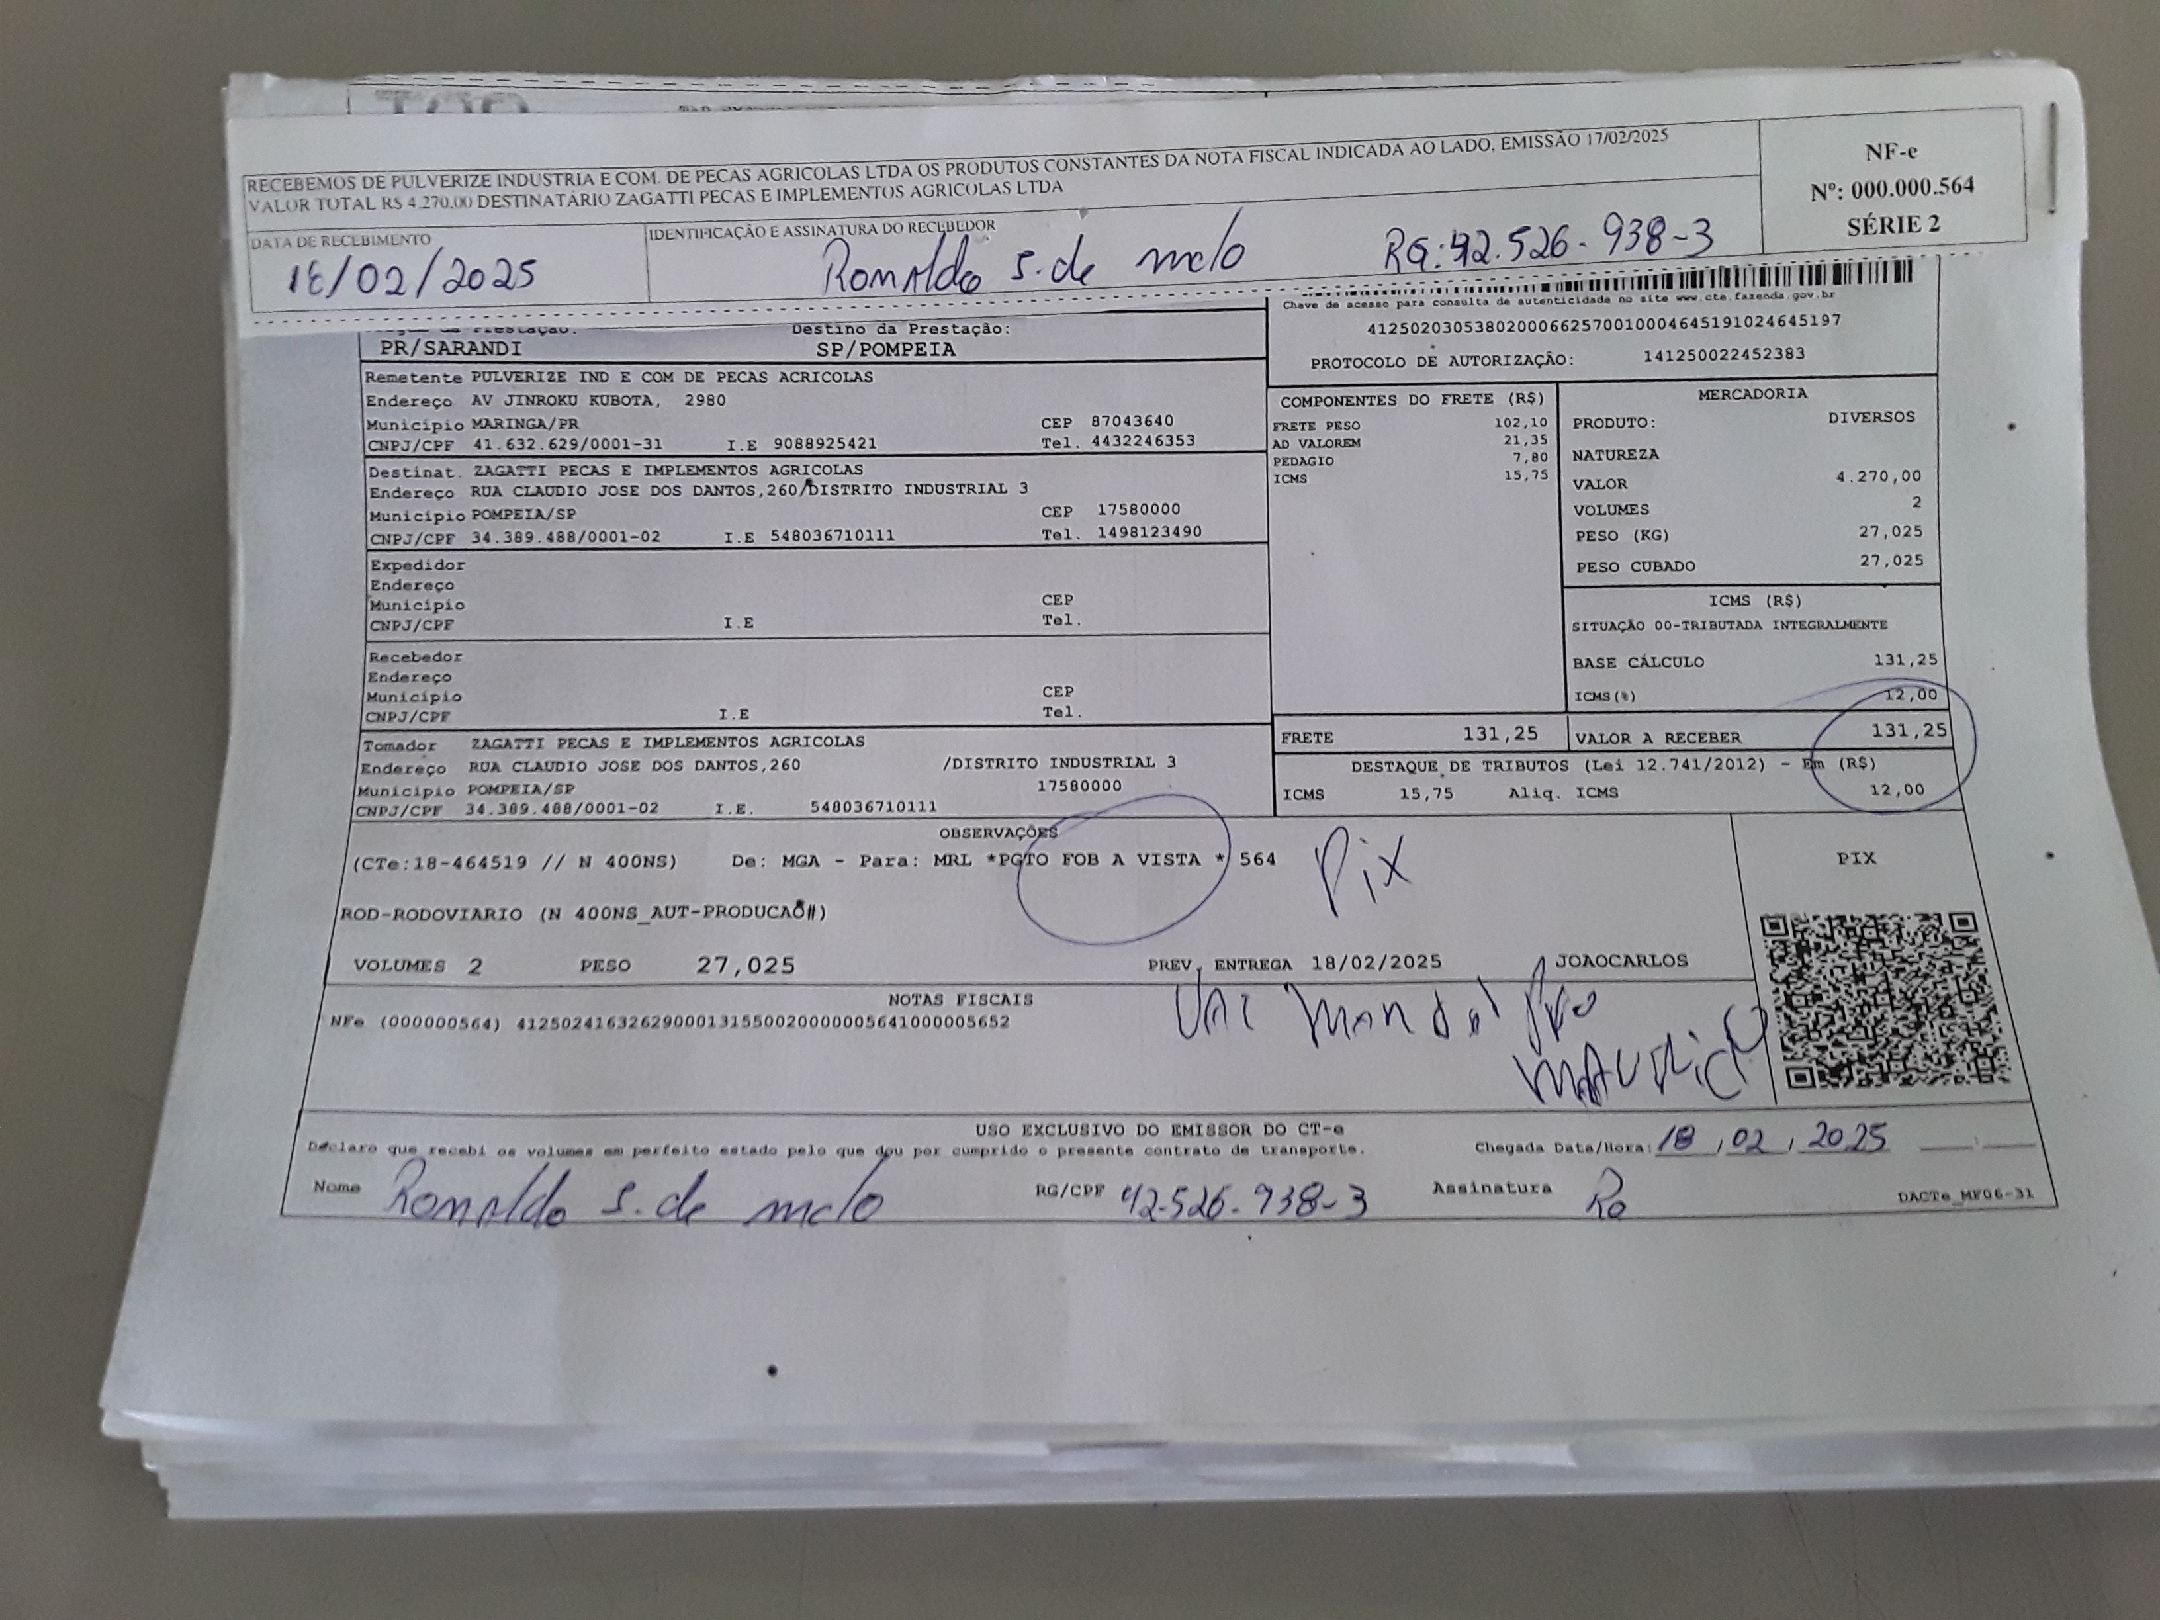 RECEBEMOS DE PULVERIZE INDUSTRIA E COM. DE PECAS AGRICOLAS LTDA OS PRODUTOS CONSTANTES DA NOTA FISCAL INDICADA AO LADO, EMISSÃO 17/02/2025
VALOR TOTAL R$ 4.270,00 DESTINATÁRIO ZAGATTI PECAS E IMPLEMENTOS AGRICOLAS LTDA
NF-e
Nº: 000.000.564
SÉRIE 2
DATA DE RECEBIMENTO
18/02/2025
IDENTIFICAÇÃO E ASSINATURA DO RECEBEDOR
Ronaldo S. de melo RG: 42.526-938-3
Chave de acesso para consulta de autenticidade no site www.cte.fazenda.gov.br
41250203053802000662570010004645191024645197
PROTOCOLO DE AUTORIZAÇÃO: 141250022452383
Prestação: Destino da Prestação:
PR/SARANDI SP/POMPEIA
Remetente PULVERIZE IND E COM DE PECAS ACRICOLAS
Endereço AV JINROKU KUBOTA, 2980
Município MARINGA/PR CEP 87043640
CNPJ/CPF 41.632.629/0001-31 I.E 9088925421 Tel. 4432246353
Destinat. ZAGATTI PECAS E IMPLEMENTOS AGRICOLAS
Endereço RUA CLAUDIO JOSE DOS DANTOS,260/DISTRITO INDUSTRIAL 3
Município POMPEIA/SP CEP 17580000
CNPJ/CPF 34.389.488/0001-02 I.E 548036710111 Tel. 1498123490
Expedidor
Endereço
Município CEP
CNPJ/CPF I.E Tel.
Recebedor
Endereço
Município CEP
CNPJ/CPF I.E Tel.
Tomador ZAGATTI PECAS E IMPLEMENTOS AGRICOLAS
Endereço RUA CLAUDIO JOSE DOS DANTOS,260 /DISTRITO INDUSTRIAL 3
Município POMPEIA/SP 17580000
CNPJ/CPF 34.389.488/0001-02 I.E. 548036710111
COMPONENTES DO FRETE (R$)
FRETE PESO 102,10
AD VALOREM 21,35
PEDAGIO 7,80
ICMS 15,75
MERCADORIA
PRODUTO: DIVERSOS
NATUREZA
VALOR 4.270,00
VOLUMES 2
PESO (KG) 27,025
PESO CUBADO 27,025
ICMS (R$)
SITUAÇÃO 00-TRIBUTADA INTEGRALMENTE
BASE CÁLCULO 131,25
ICMS(%) 12,00
FRETE 131,25 VALOR A RECEBER 131,25
DESTAQUE DE TRIBUTOS (Lei 12.741/2012) - Em (R$)
ICMS 15,75 Aliq. ICMS 12,00
OBSERVAÇÕES
(CTe:18-464519 // N 400NS) De: MGA - Para: MRL *PGTO FOB A VISTA * 564
Pix
PIX
ROD-RODOVIARIO (N 400NS_AUT-PRODUCAO#)
VOLUMES 2 PESO 27,025 PREV. ENTREGA 18/02/2025 JOAOCARLOS
NOTAS FISCAIS
NFe (000000564) 41250241632629000131550020000005641000005652
Vai Mandar Pro
MAURICIO
USO EXCLUSIVO DO EMISSOR DO CT-e
Declaro que recebi os volumes em perfeito estado pelo que dou por cumprido o presente contrato de transporte. Chegada Data/Hora: 18 / 02 / 2025
Nome Ronaldo S. de melo RG/CPF 42-526-938-3 Assinatura Ro
DACTe_MF06-31